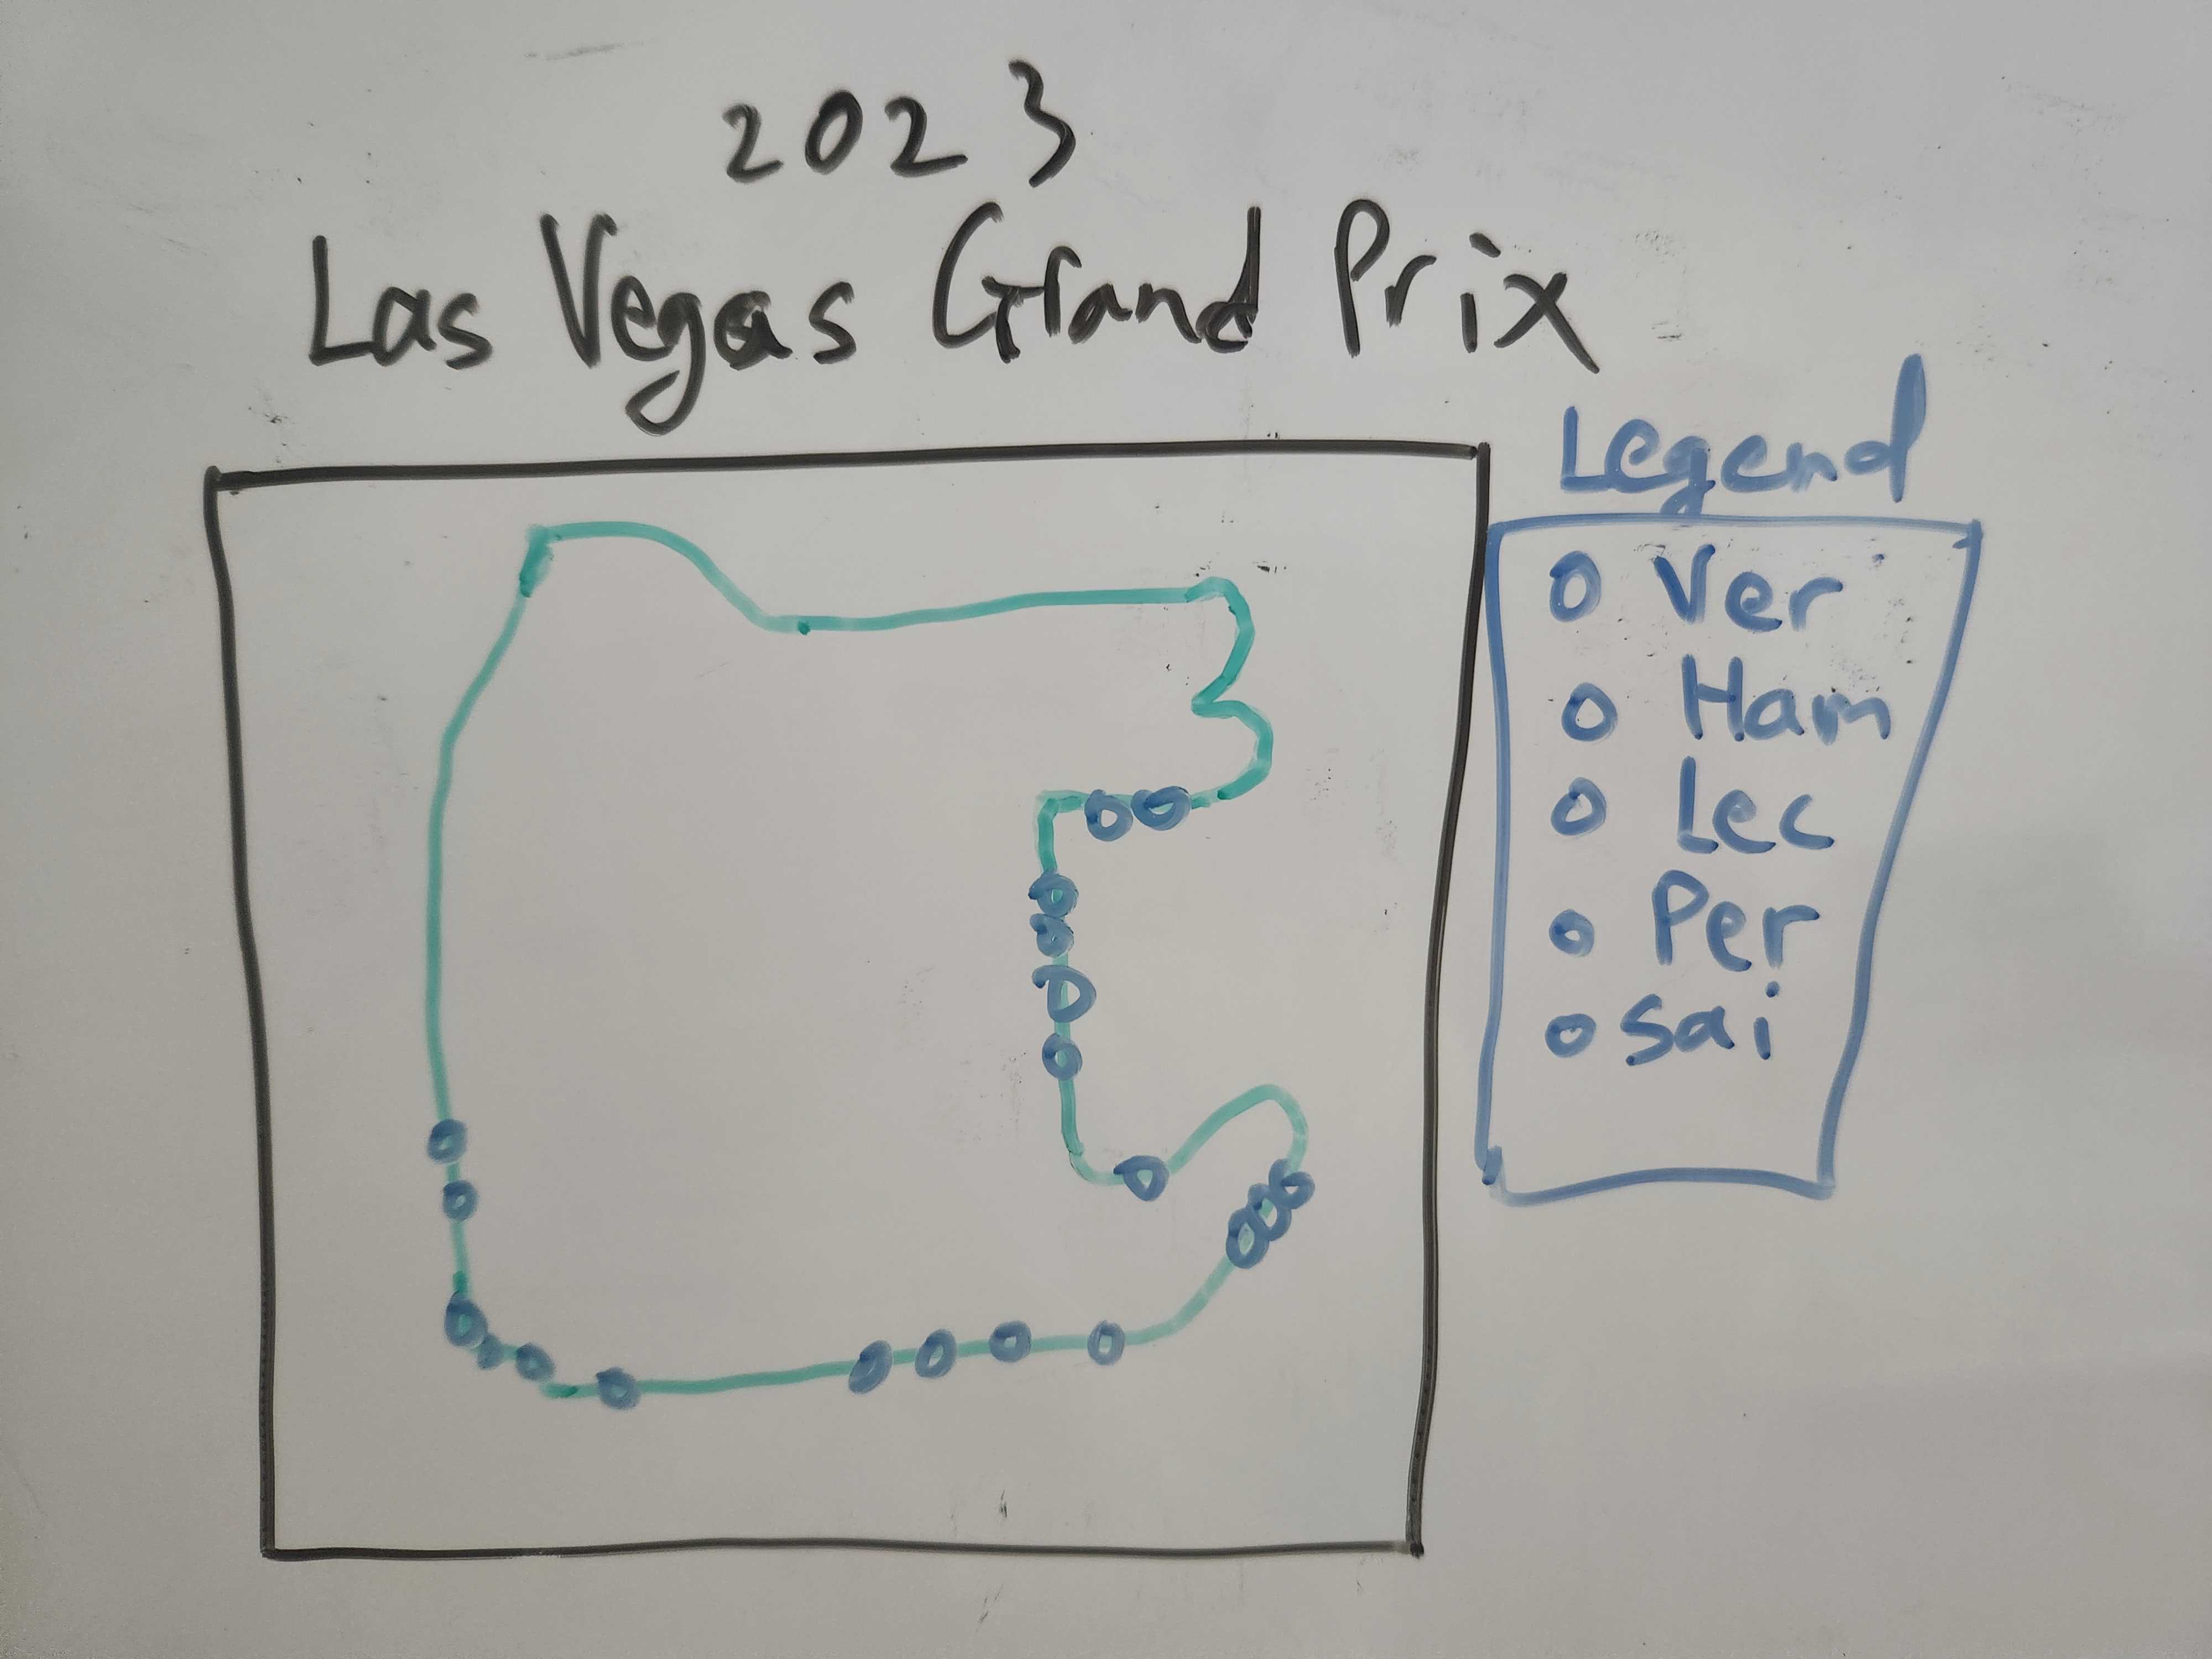 2023
Las Vegas Grand Prix
Legend
Ver
Ham
Lec
Per
Sai